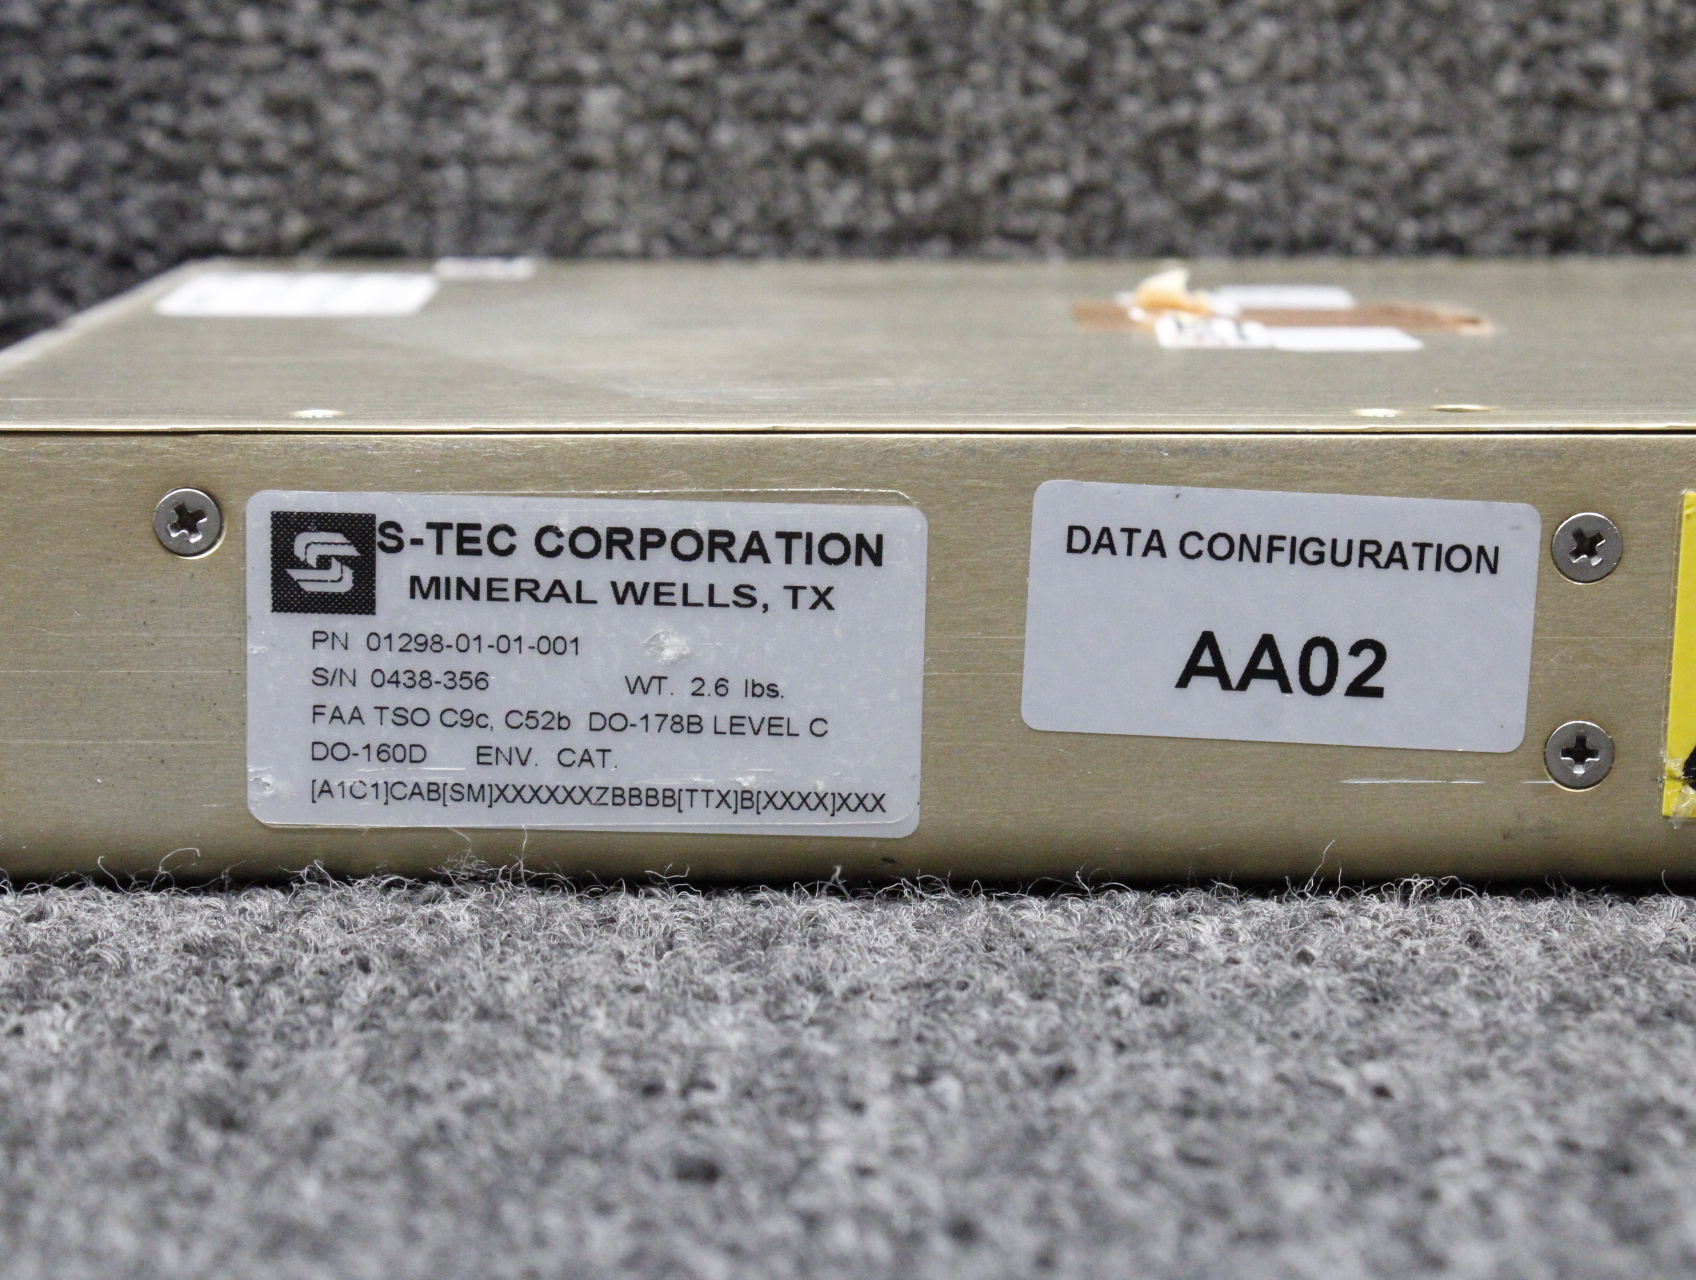 S-TEC CORPORATION
MINERAL WELLS, TX
PN 01298-01-01-001
S/N 0438-356 WT. 2.6 lbs.
FAA TSO C9c, C52b DO-178B LEVEL C
DO-160D ENV. CAT.
[A1C1]CAB[SM]XXXXXXZBBBB[TTX]B[XXXX]XXX
DATA CONFIGURATION
AA02